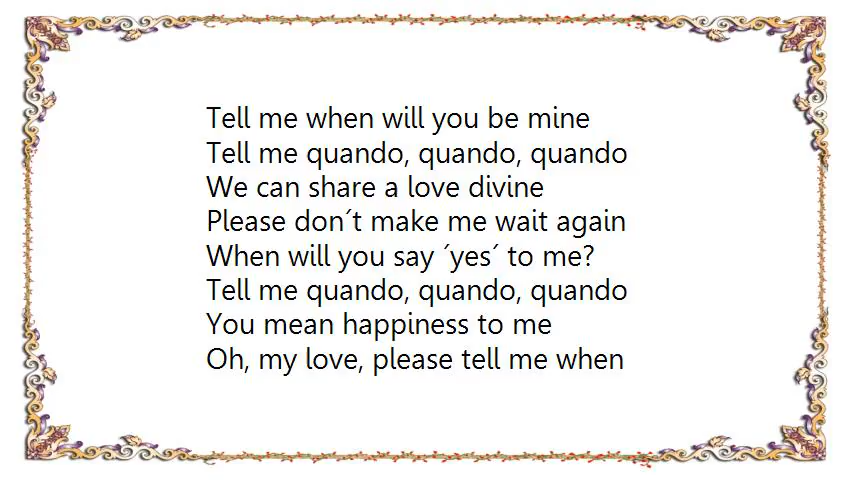 Tell me when will you be mine
Tell me quando, quando, quando
We can share a love divine
Please don´t make me wait again
When will you say ´yes´ to me?
Tell me quando, quando, quando
You mean happiness to me
Oh, my love, please tell me when